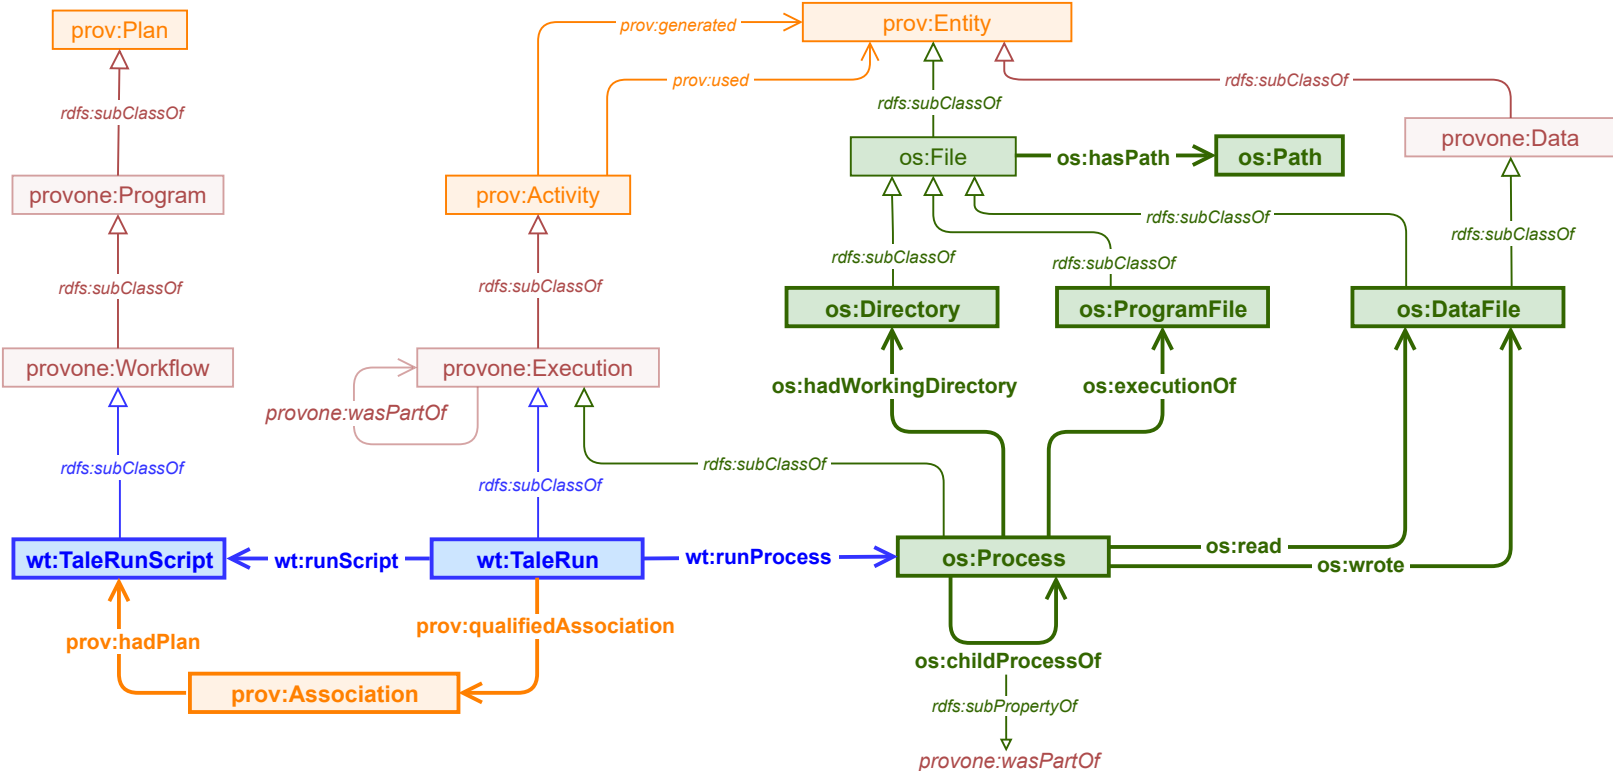 prov:Plan
prov:generated
prov:Entity
prov:used
rdfs:subClassOf
rdfs:subClassOf
rdfs:subClassOf
provone:Data
os:File
os:hasPath
os:Path
provone:Program
prov:Activity
rdfs:subClassOf
rdfs:subClassOf
rdfs:subClassOf
rdfs:subClassOf
rdfs:subClassOf
rdfs:subClassOf
os:Directory
os:ProgramFile
os:DataFile
provone:Workflow
provone:Execution
os:hadWorkingDirectory
os:executionOf
provone:wasPartOf
rdfs:subClassOf
rdfs:subClassOf
rdfs:subClassOf
wt:TaleRunScript
wt:runScript
wt:TaleRun
wt:runProcess
os:Process
os:read
os:wrote
prov:hadPlan
prov:qualifiedAssociation
os:childProcessOf
prov:Association
rdfs:subPropertyOf
provone:wasPartOf